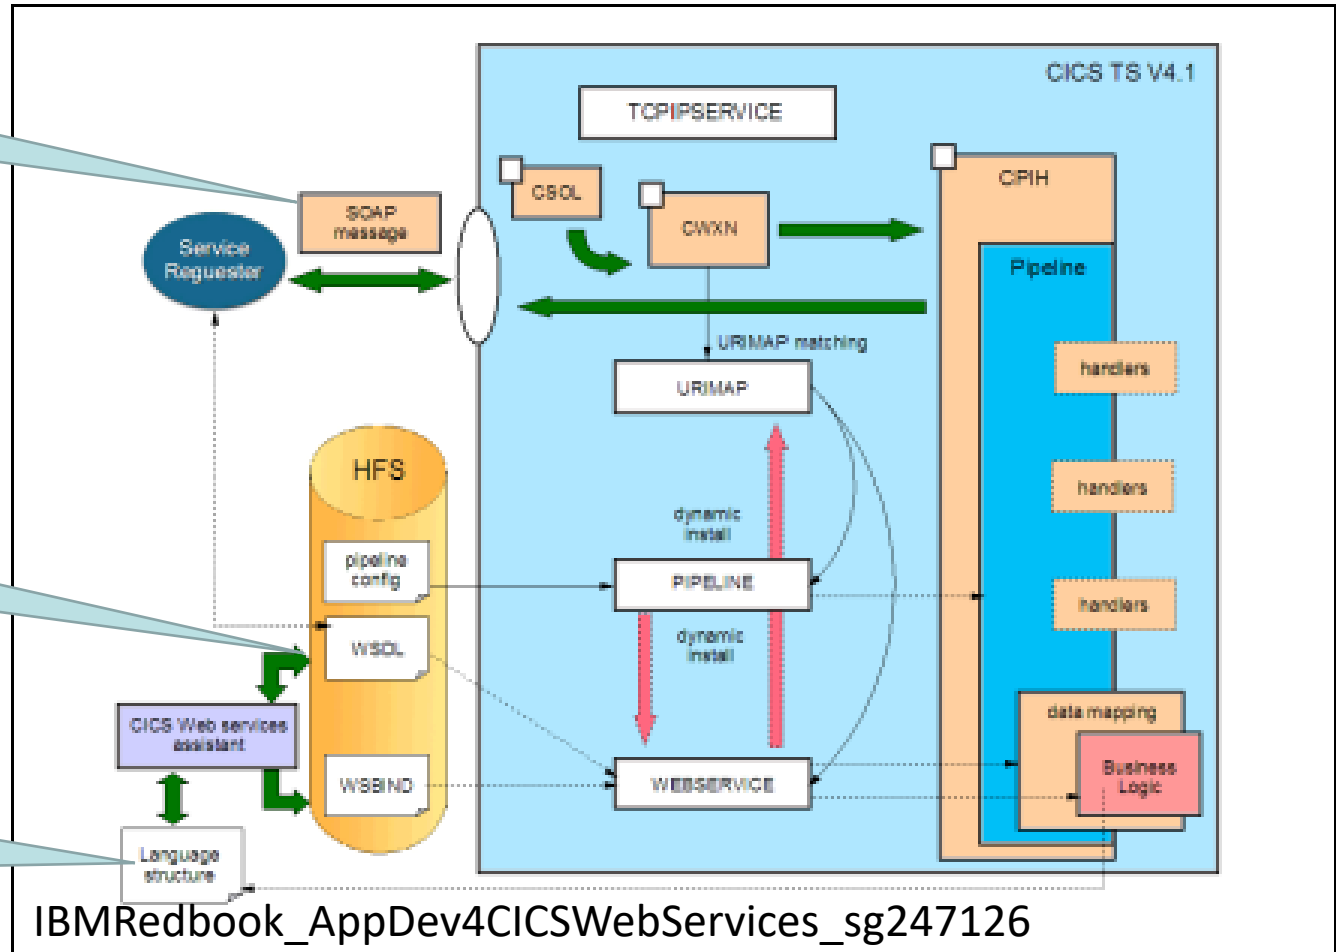 CICS TS V4.1
TCPIPSERVICE
CSOL
CWXN
CPIH
SOAP
message
Service
Requester
Pipeline
URIMAP matching
URIMAP
handlers
HFS
handlers
dynamic
install
pipeline
config
PIPELINE
handlers
dynamic
install
WSDL
CICS Web services
assistant
data mapping
WSBIND
WEBSERVICE
Business
Logic
Language
structure
IBMRedbook_AppDev4CICSWebServices_sg247126